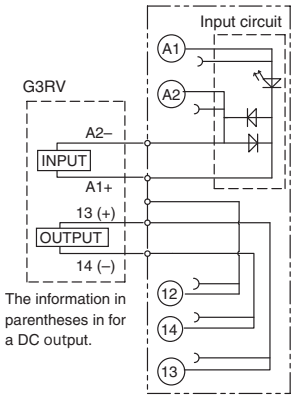 Input circuit
A1
A2
G3RV
A2–
INPUT
A1+
13 (+)
OUTPUT
14 (–)
The information in
parentheses in for
a DC output.
12
14
13